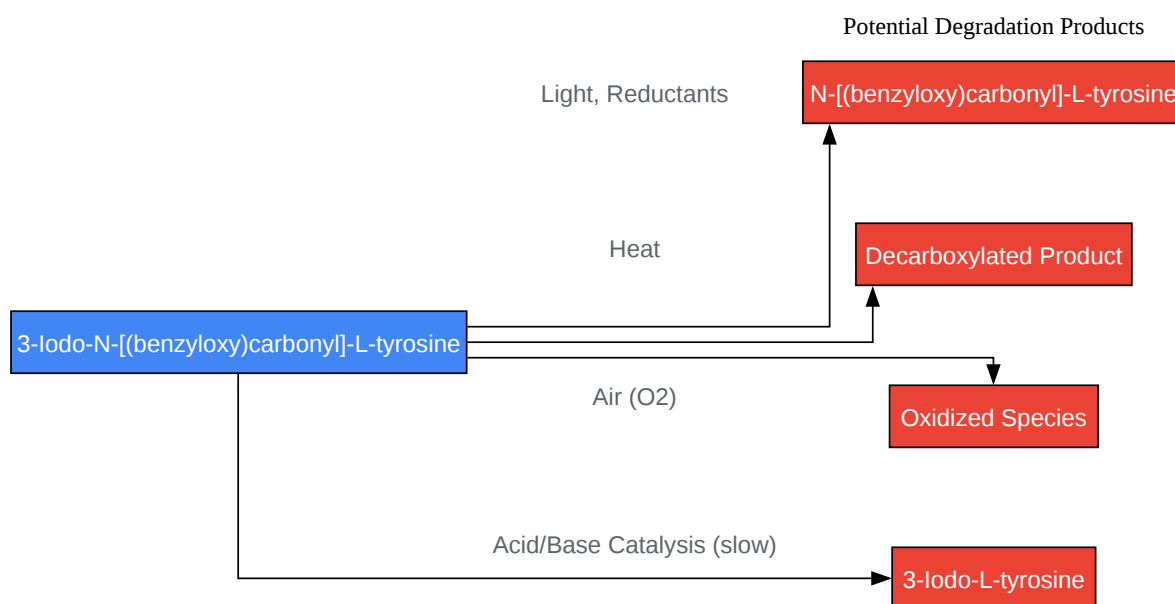 Potential Degradation Products
Light, Reductants
N-[(benzyloxy)carbonyl]-L-tyrosine
Heat
Decarboxylated Product
3-Iodo-N-[(benzyloxy)carbonyl]-L-tyrosine
Air (O2)
Oxidized Species
Acid/Base Catalysis (slow)
3-Iodo-L-tyrosine